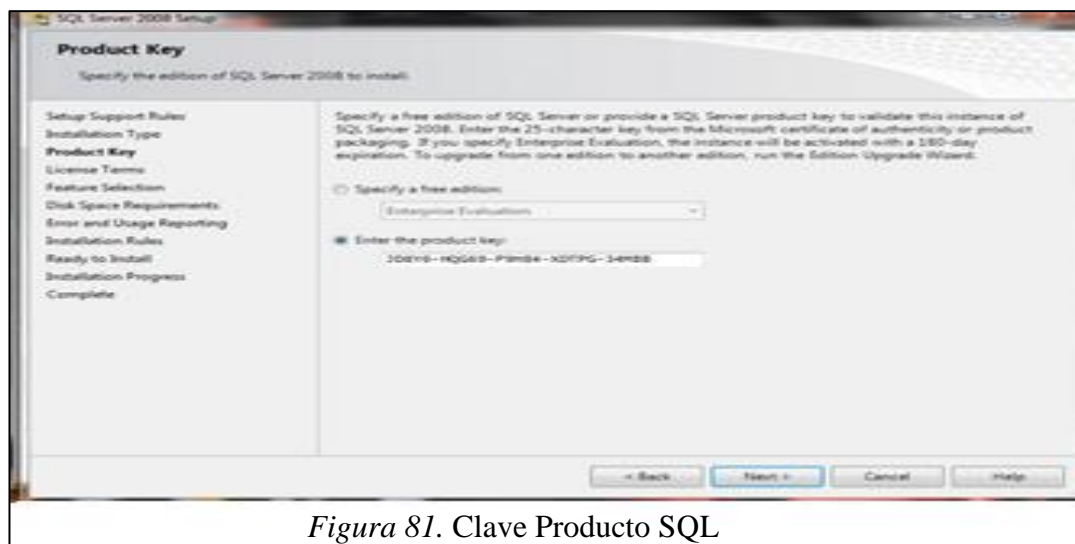 SQL Server 2008 Setup
Product Key
Specify the edition of SQL Server 2008 to install.
Setup Support Rules
Installation Type
Product Key
License Terms
Feature Selection
Disk Space Requirements
Error and Usage Reporting
Installation Rules
Ready to Install
Installation Progress
Complete
Specify a free edition of SQL Server or provide a SQL Server product key to validate this instance of
SQL Server 2008. Enter the 25-character key from the Microsoft certificate of authenticity or product
packaging. If you specify Enterprise Evaluation, the instance will be activated with a 180-day
expiration. To upgrade from one edition to another edition, run the Edition Upgrade Wizard.
Specify a free edition:
Enterprise Evaluation
Enter the product key:
< Back
Next >
Cancel
Help
Figura 81. Clave Producto SQL